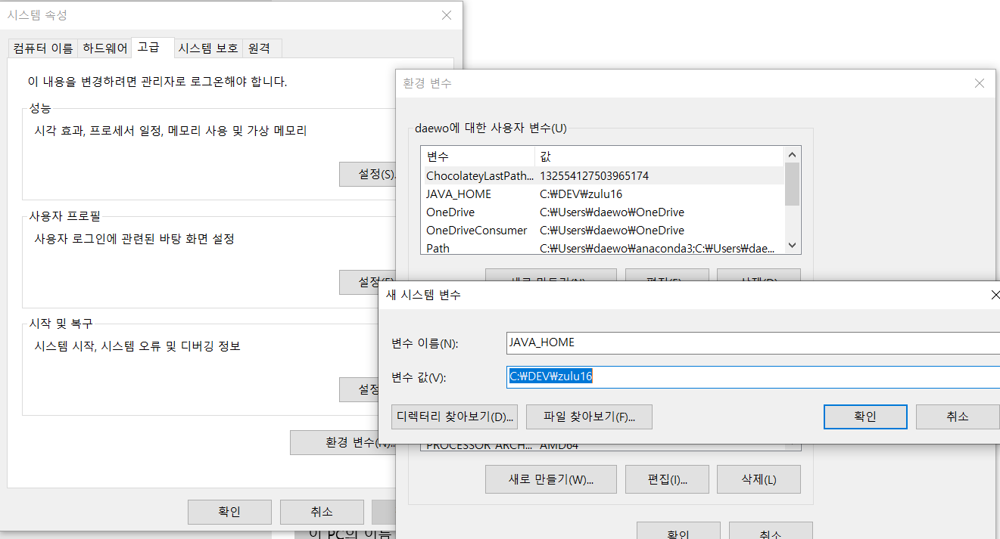 시스템 속성
컴퓨터 이름
하드웨어
고급
시스템 보호
원격
이 내용을 변경하려면 관리자로 로그온해야 합니다.
성능
시각 효과, 프로세서 일정, 메모리 사용 및 가상 메모리
설정(S).
사용자 프로필
사용자 로그인에 관련된 바탕 화면 설정
설정(E)
시작 및 복구
시스템 시작, 시스템 오류 및 디버깅 정보
설정
환경 변수(N)..
확인
취소
이 PC의 이름
환경 변수
daewo에 대한 사용자 변수(U)
변수 값
ChocolateyLastPath... 132554127503965174
JAVA_HOME C:₩DEV₩zulu16
OneDrive C:₩Users₩daewo₩OneDrive
OneDriveConsumer C:₩Users₩daewo₩OneDrive
Path C:₩Users₩daewo₩anaconda3;C:₩Users₩dae...
새로 만들기(N)...
편집(E)...
삭제(D)
새 시스템 변수
변수 이름(N):
JAVA_HOME
변수 값(V):
C:₩DEV₩zulu16
디렉터리 찾아보기(D)...
파일 찾아보기(F)...
확인
취소
PROCESSOR_ARCH... AMD64
새로 만들기(W)...
편집(I)...
삭제(L)
확인
취소